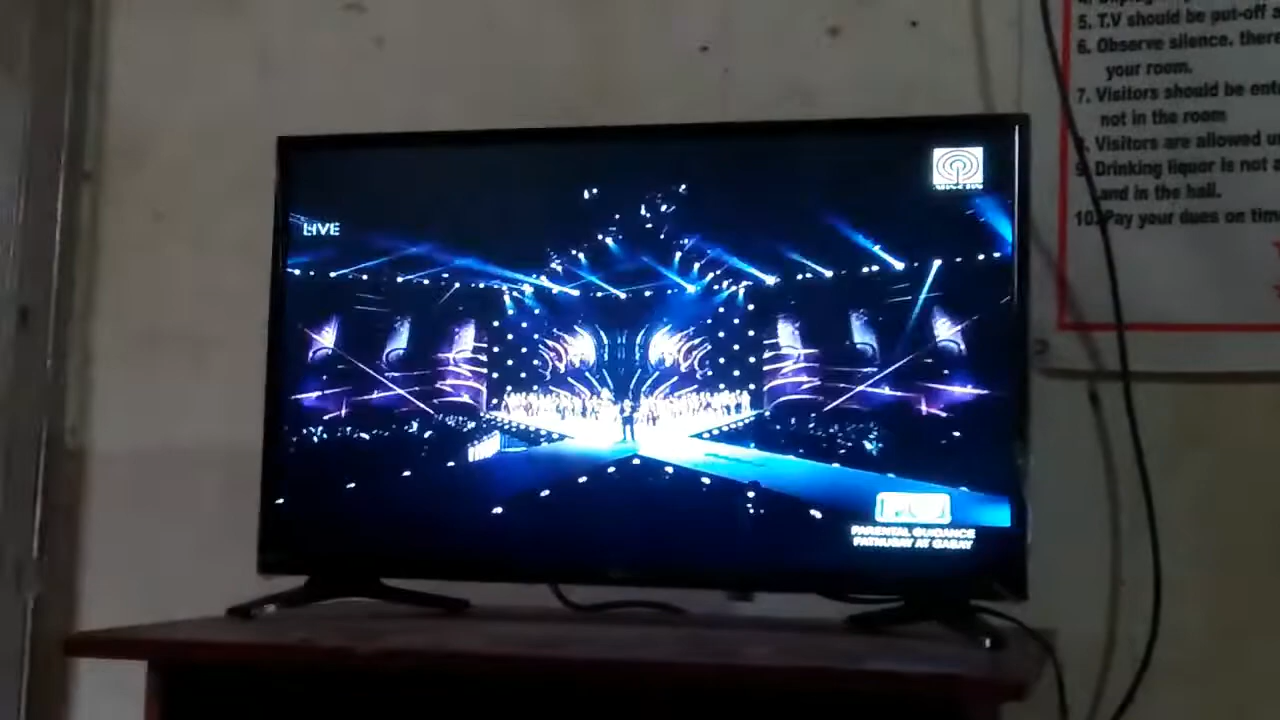 5. T.V should be put-off
6. Observe silence. there
your room.
7. Visitors should be
not in the room
Visitors are allowed
9. Drinking liquor is not
and in the hall.
10. Pay your dues on
LIVE
PARENTAL GUIDANCE
PATNUBAY AT GABAY